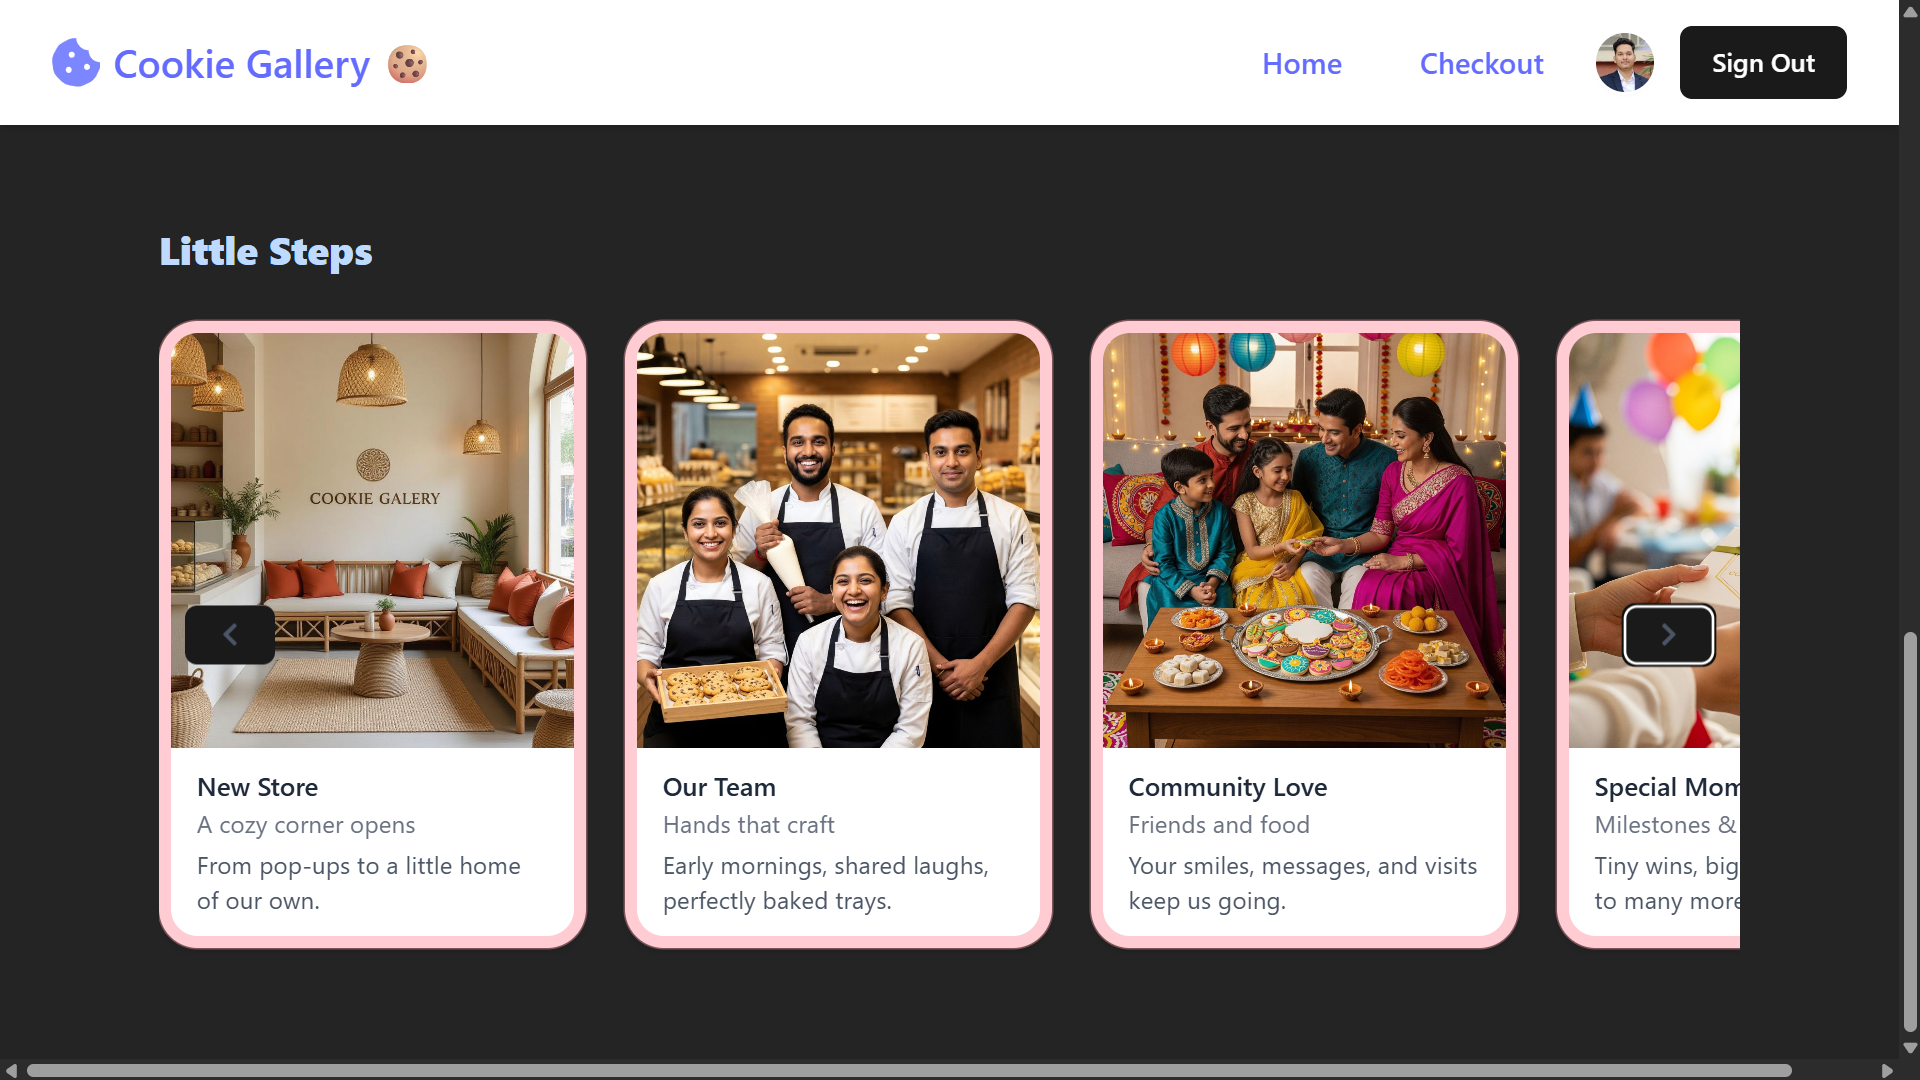 Cookie Gallery
Home
Checkout
Sign Out
Little Steps
COOKIE GALERY
New Store
A cozy corner opens
From pop-ups to a little home
of our own.
Our Team
Hands that craft
Early mornings, shared laughs,
perfectly baked trays.
Community Love
Friends and food
Your smiles, messages, and visits
keep us going.
Special Mom
Milestones &
Tiny wins, big
to many more